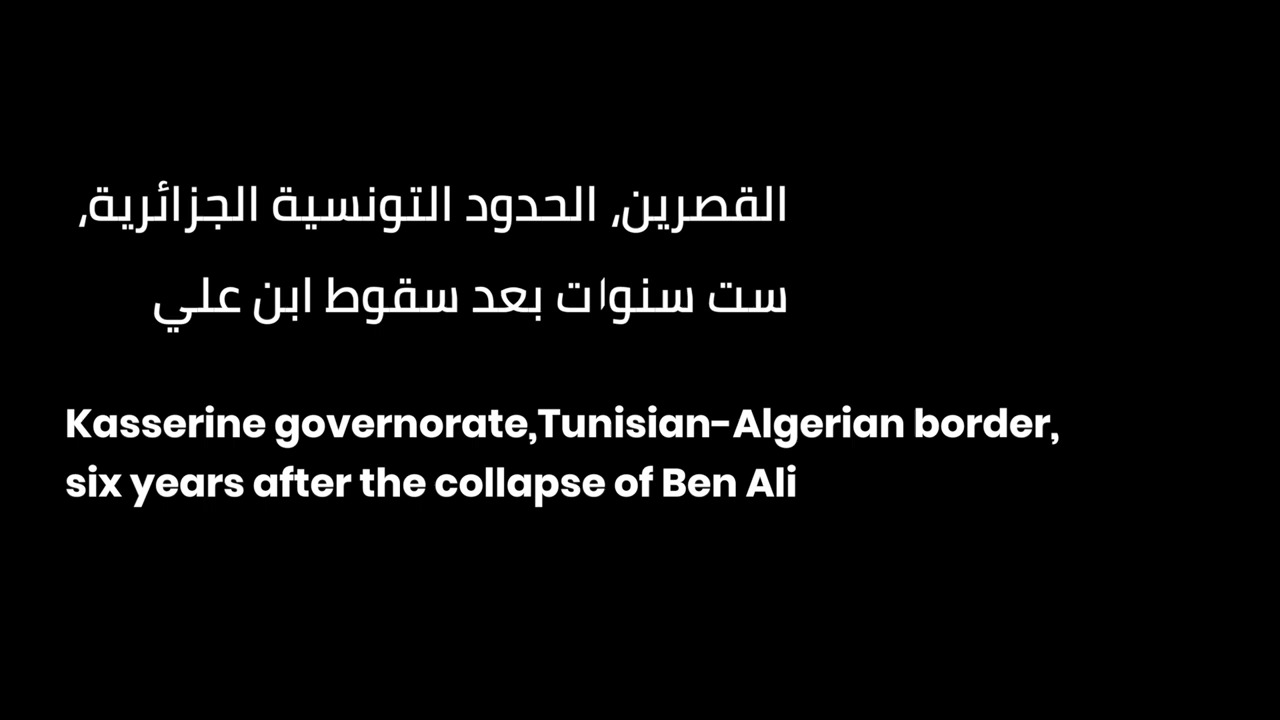 القصرين, الحدود التونسية الجزائرية,
ست سنوات بعد سقوط ابن علي
Kasserine governorate,Tunisian-Algerian border,
six years after the collapse of Ben Ali